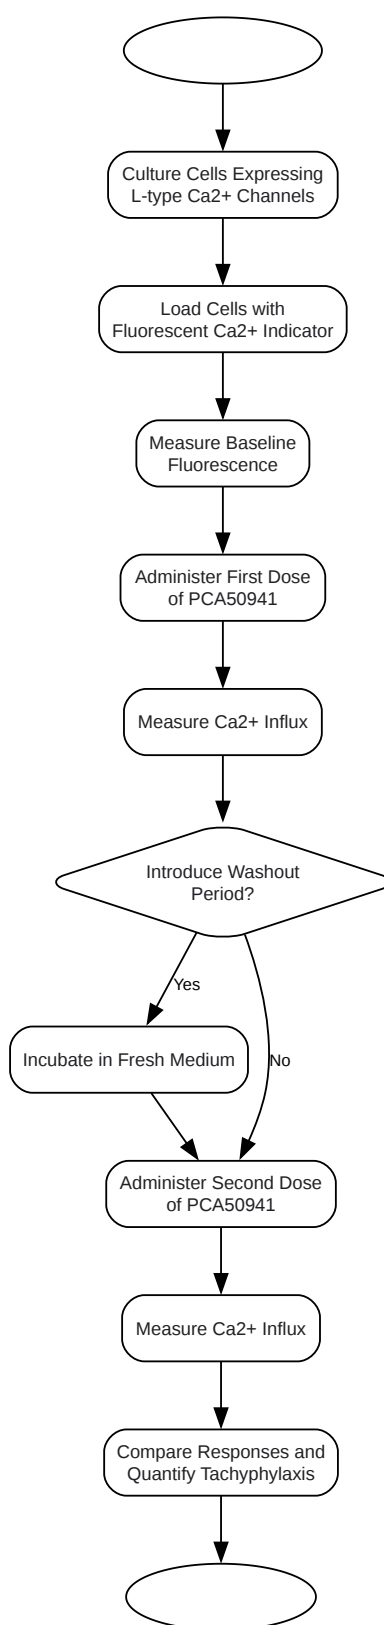 Culture Cells Expressing
L-type Ca2+ Channels
Load Cells with
Fluorescent Ca2+ Indicator
Measure Baseline
Fluorescence
Administer First Dose
of PCA50941
Measure Ca2+ Influx
Introduce Washout
Period?
Yes
Incubate in Fresh Medium
No
Administer Second Dose
of PCA50941
Measure Ca2+ Influx
Compare Responses and
Quantify Tachyphylaxis